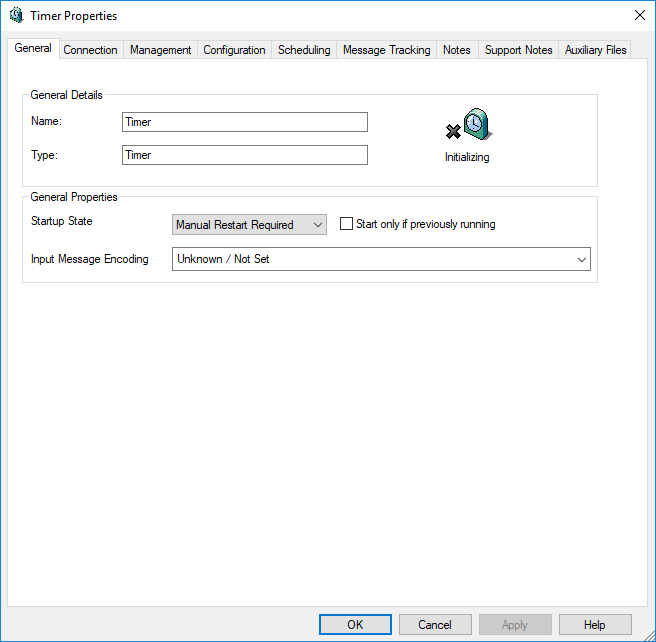 Timer Properties
General Connection Management Configuration Scheduling Message Tracking Notes Support Notes Auxiliary Files
General Details
Name: Timer
Type: Timer
Initializing
General Properties
Startup State Manual Restart Required Start only if previously running
Input Message Encoding Unknown / Not Set
OK Cancel Apply Help